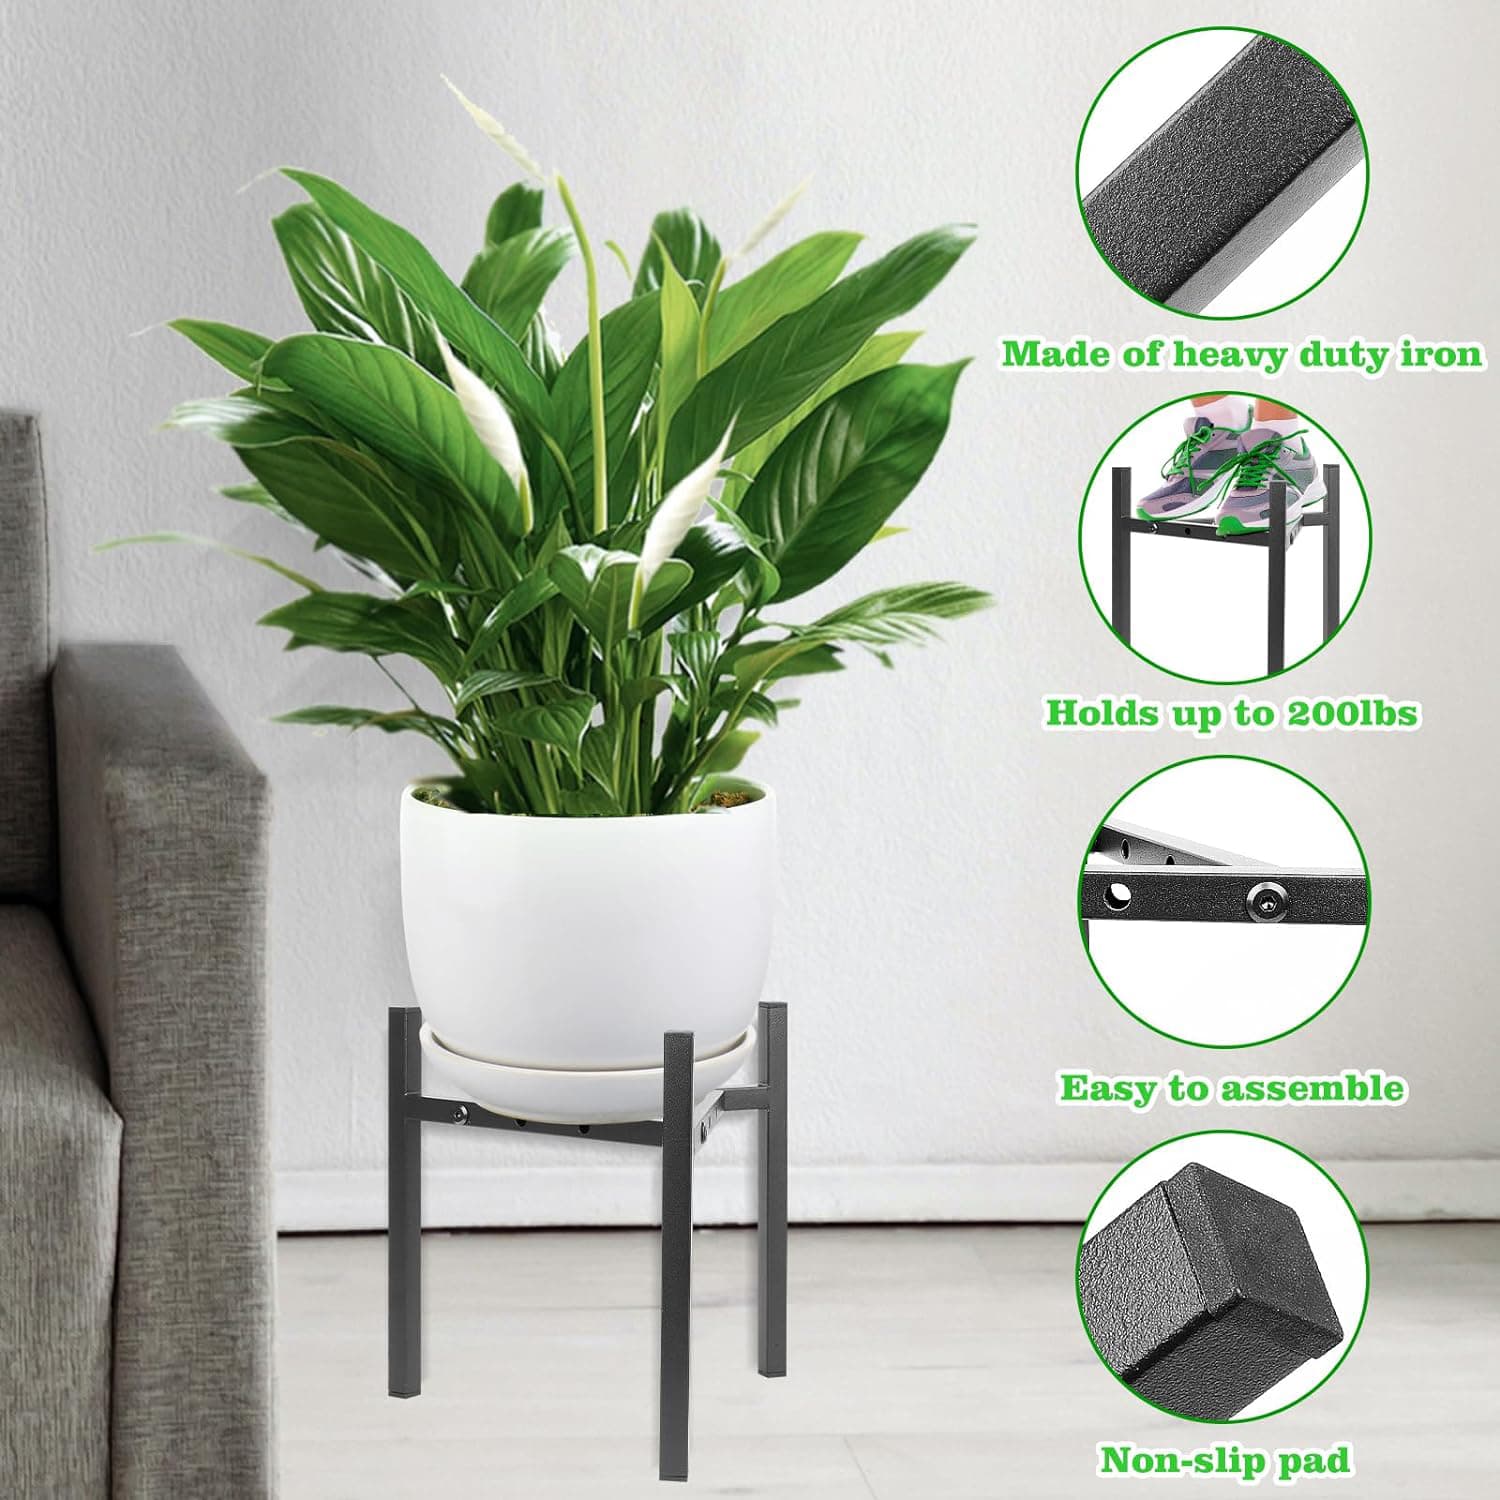 Made of heavy duty iron
Holds up to 200lbs
Easy to assemble
Non-slip pad